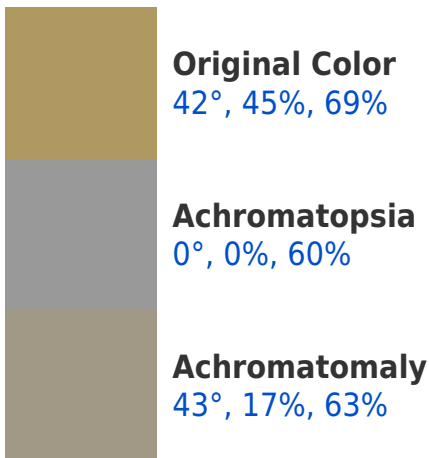 Original Color
42°, 45%, 69%
Achromatopsia
0°, 0%, 60%
Achromatomaly
43°, 17%, 63%